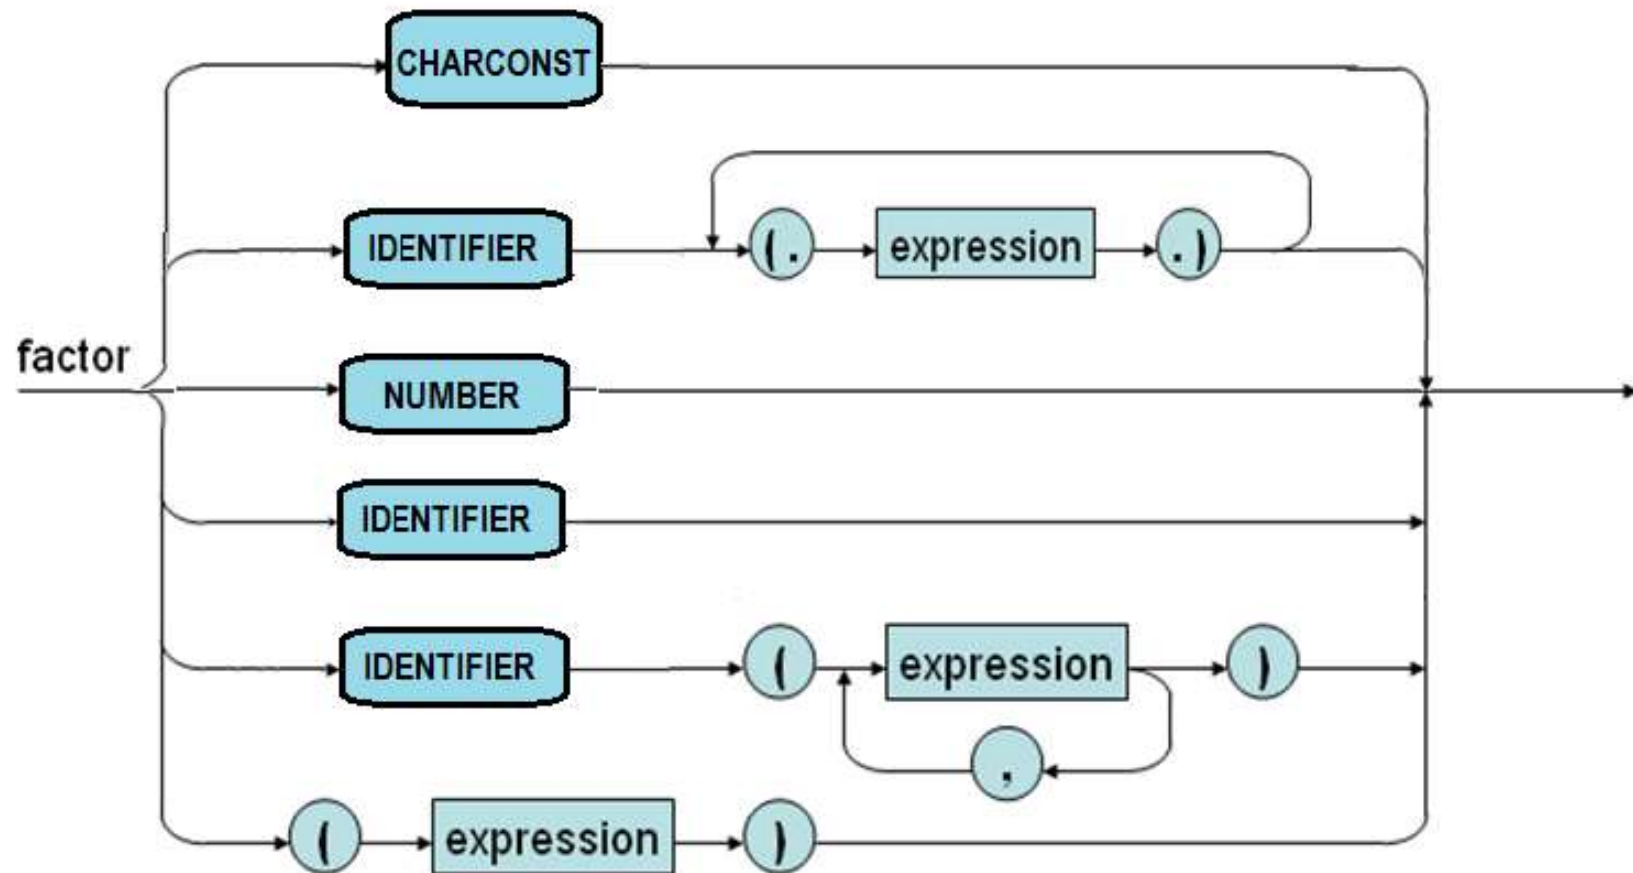 CHARCONST
IDENTIFIER (. expression .)
factor
NUMBER
IDENTIFIER
IDENTIFIER ( expression )
,
( expression )